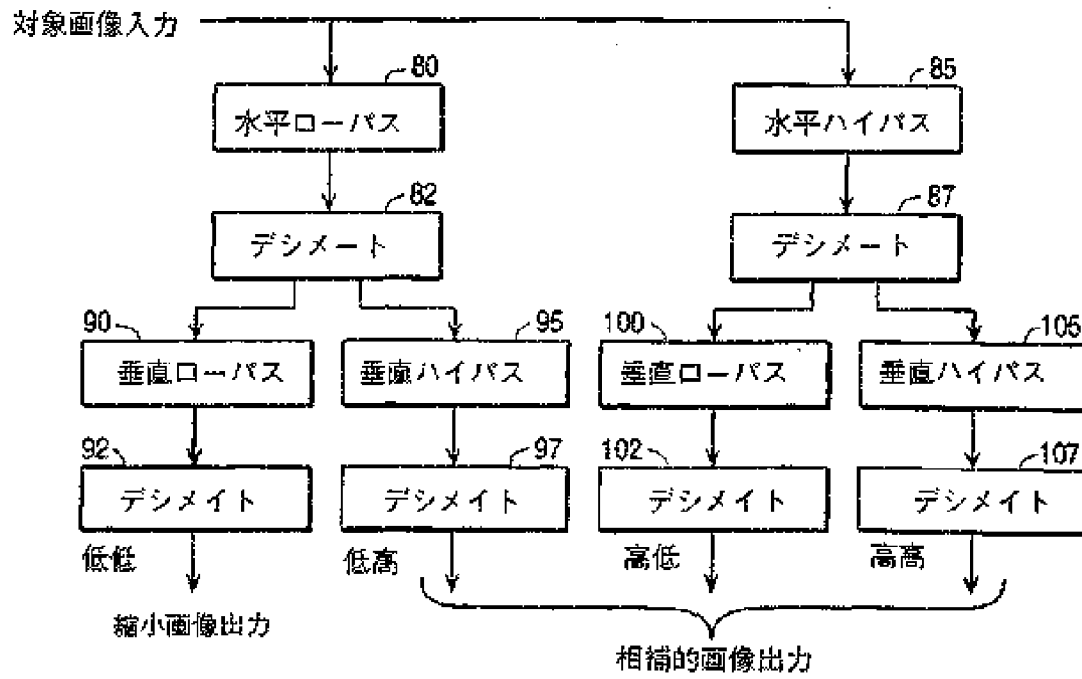 対象画像入力
80
水平ローパス
85
水平ハイパス
82
デシメート
87
デシメート
90
垂直ローパス
95
垂直ハイパス
100
垂直ローパス
105
垂直ハイパス
92
デシメイト
97
デシメイト
102
デシメイト
107
デシメイト
低低
低高
高低
高高
縮小画像出力
相補的画像出力